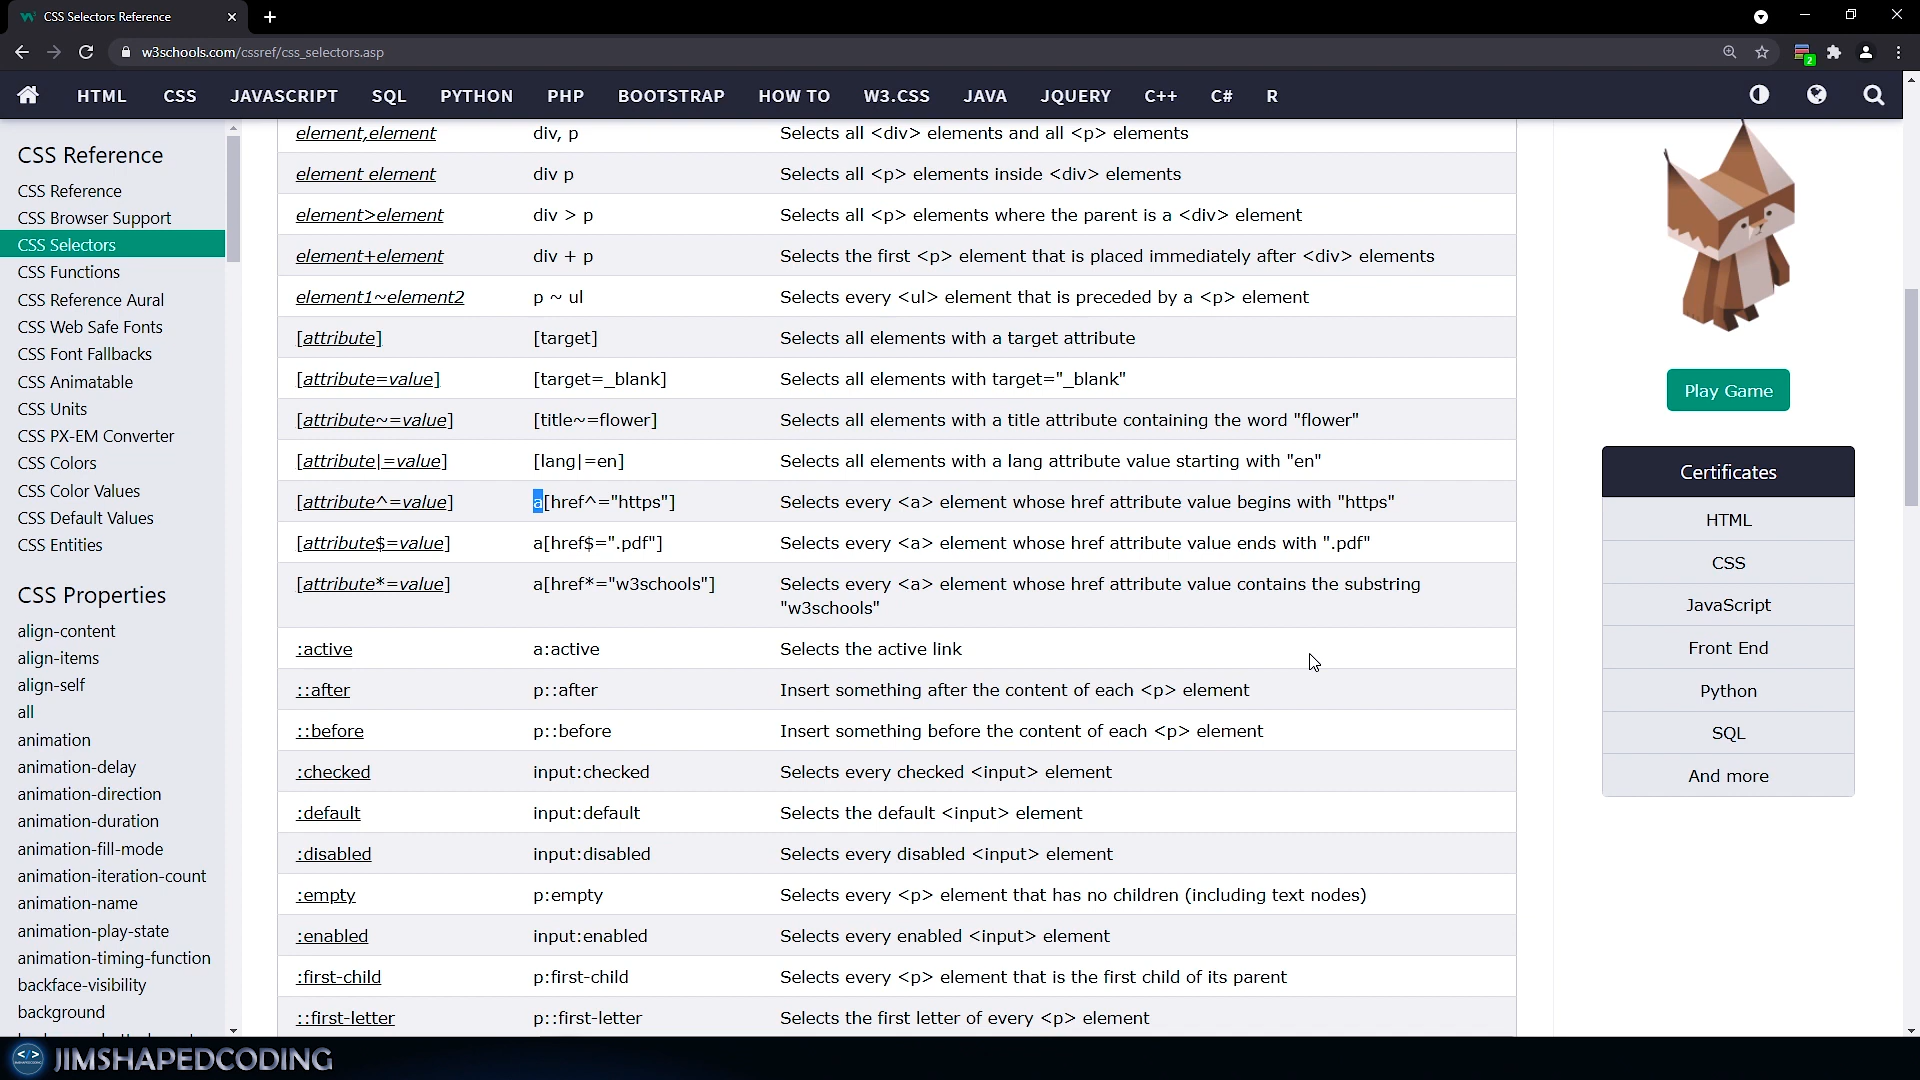 CSS Selectors Reference
w3schools.com/cssref/css_selectors.asp
2
HTML CSS JAVASCRIPT SQL PYTHON PHP BOOTSTRAP HOW TO W3.CSS JAVA JQUERY C++ C# R
CSS Reference
CSS Reference
CSS Browser Support
CSS Selectors
CSS Functions
CSS Reference Aural
CSS Web Safe Fonts
CSS Font Fallbacks
CSS Animatable
CSS Units
CSS PX-EM Converter
CSS Colors
CSS Color Values
CSS Default Values
CSS Entities
CSS Properties
align-content
align-items
align-self
all
animation
animation-delay
animation-direction
animation-duration
animation-fill-mode
animation-iteration-count
animation-name
animation-play-state
animation-timing-function
backface-visibility
background
element,element div, p Selects all <div> elements and all <p> elements
element element div p Selects all <p> elements inside <div> elements
element>element div > p Selects all <p> elements where the parent is a <div> element
element+element div + p Selects the first <p> element that is placed immediately after <div> elements
element1~element2 p ~ ul Selects every <ul> element that is preceded by a <p> element
[attribute] [target] Selects all elements with a target attribute
[attribute=value] [target=_blank] Selects all elements with target="_blank"
[attribute~=value] [title~=flower] Selects all elements with a title attribute containing the word "flower"
[attribute|=value] [lang|=en] Selects all elements with a lang attribute value starting with "en"
[attribute^=value] a[href^="https"] Selects every <a> element whose href attribute value begins with "https"
[attribute$=value] a[href$=".pdf"] Selects every <a> element whose href attribute value ends with ".pdf"
[attribute*=value] a[href*="w3schools"] Selects every <a> element whose href attribute value contains the substring
"w3schools"
:active a:active Selects the active link
::after p::after Insert something after the content of each <p> element
::before p::before Insert something before the content of each <p> element
:checked input:checked Selects every checked <input> element
:default input:default Selects the default <input> element
:disabled input:disabled Selects every disabled <input> element
:empty p:empty Selects every <p> element that has no children (including text nodes)
:enabled input:enabled Selects every enabled <input> element
:first-child p:first-child Selects every <p> element that is the first child of its parent
::first-letter p::first-letter Selects the first letter of every <p> element
Play Game
Certificates
HTML
CSS
JavaScript
Front End
Python
SQL
And more
JIMSHAPEDCODING